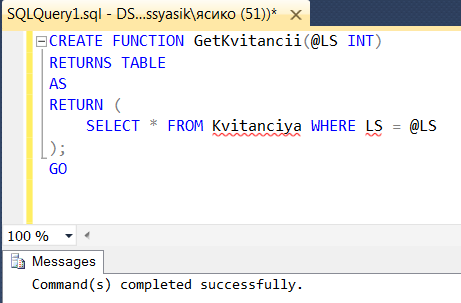 SQLQuery1.sql - DS...ssyasik\ясико (51))*
CREATE FUNCTION GetKvitancii(@LS INT)
RETURNS TABLE
AS
RETURN (
SELECT * FROM Kvitanciya WHERE LS = @LS
);
GO
100 %
Messages
Command(s) completed successfully.